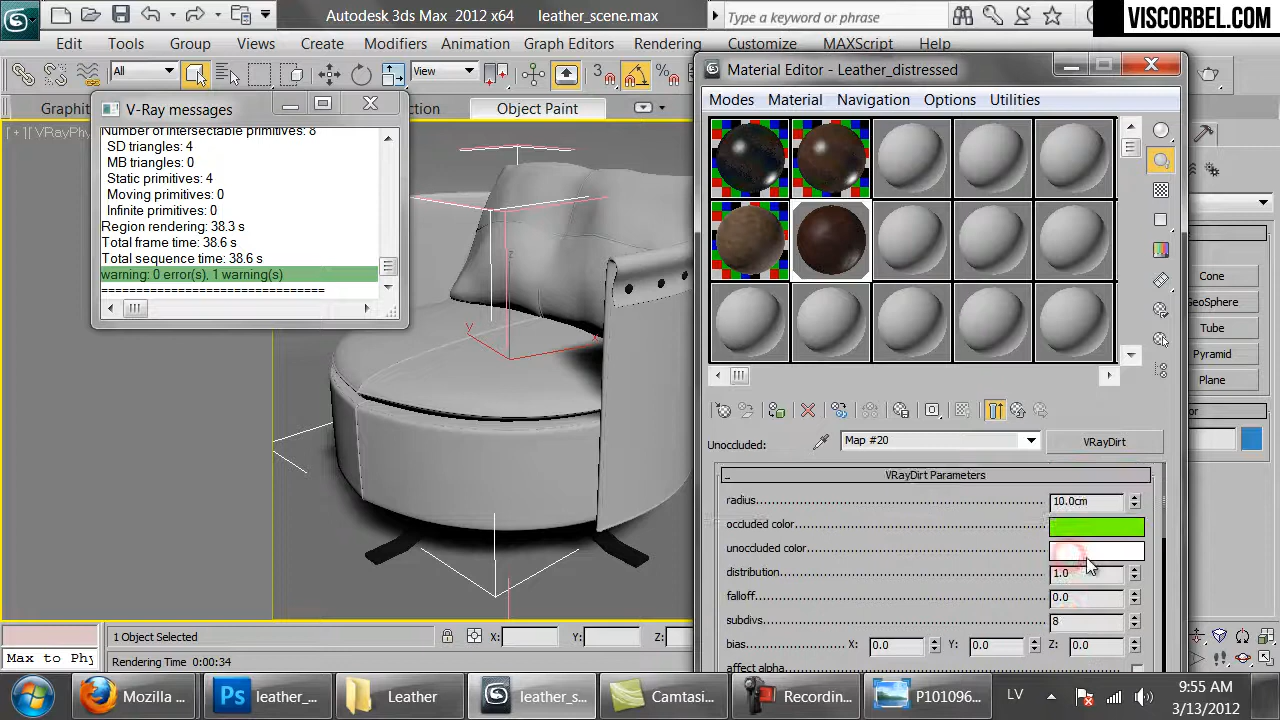 Autodesk 3ds Max 2012 x64 leather_scene.max
Type a keyword or phrase
VISCORBEL.COM
Edit Tools Group Views Create Modifiers Animation Graph Editors Rendering Customize MAXScript Help
All
View
3
%
Object Paint
[ + ] [ VRayPhy
V-Ray messages
Number of intersectable primitives: 8
SD triangles: 4
MB triangles: 0
Static primitives: 4
Moving primitives: 0
Infinite primitives: 0
Region rendering: 38.3 s
Total frame time: 38.6 s
Total sequence time: 38.6 s
warning: 0 error(s), 1 warning(s)
==============================
z
y
x
Material Editor - Leather_distressed
Modes Material Navigation Options Utilities
Unoccluded: Map #20 VRayDirt
VRayDirt Parameters
radius 10.0cm
occluded color
unoccluded color
distribution 1.0
falloff 0.0
subdivs 8
bias X: 0.0 Y: 0.0 Z: 0.0
affect alpha
Cone
GeoSphere
Tube
Pyramid
Plane
1 Object Selected X: Y: Z:
Max to Phy Rendering Time 0:00:34
Mozilla ... leather_... Leather leather_s... Camtasi... Recordin... P101096... LV
9:55 AM
3/13/2012